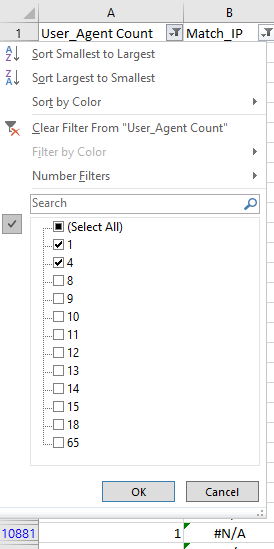 A B
1 User_Agent Count Match_IP
Sort Smallest to Largest
Sort Largest to Smallest
Sort by Color
Clear Filter From "User_Agent Count"
Filter by Color
Number Filters
Search
(Select All)
1
4
8
9
10
11
12
13
14
15
18
65
OK Cancel
10881 1 #N/A